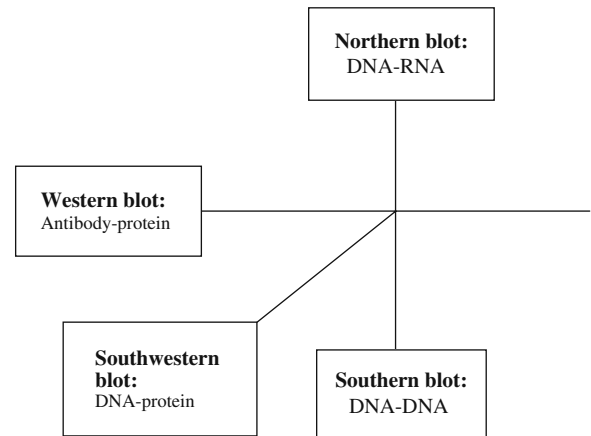 Northern blot:
DNA-RNA
Western blot:
Antibody-protein
Southwestern
blot:
DNA-protein
Southern blot:
DNA-DNA